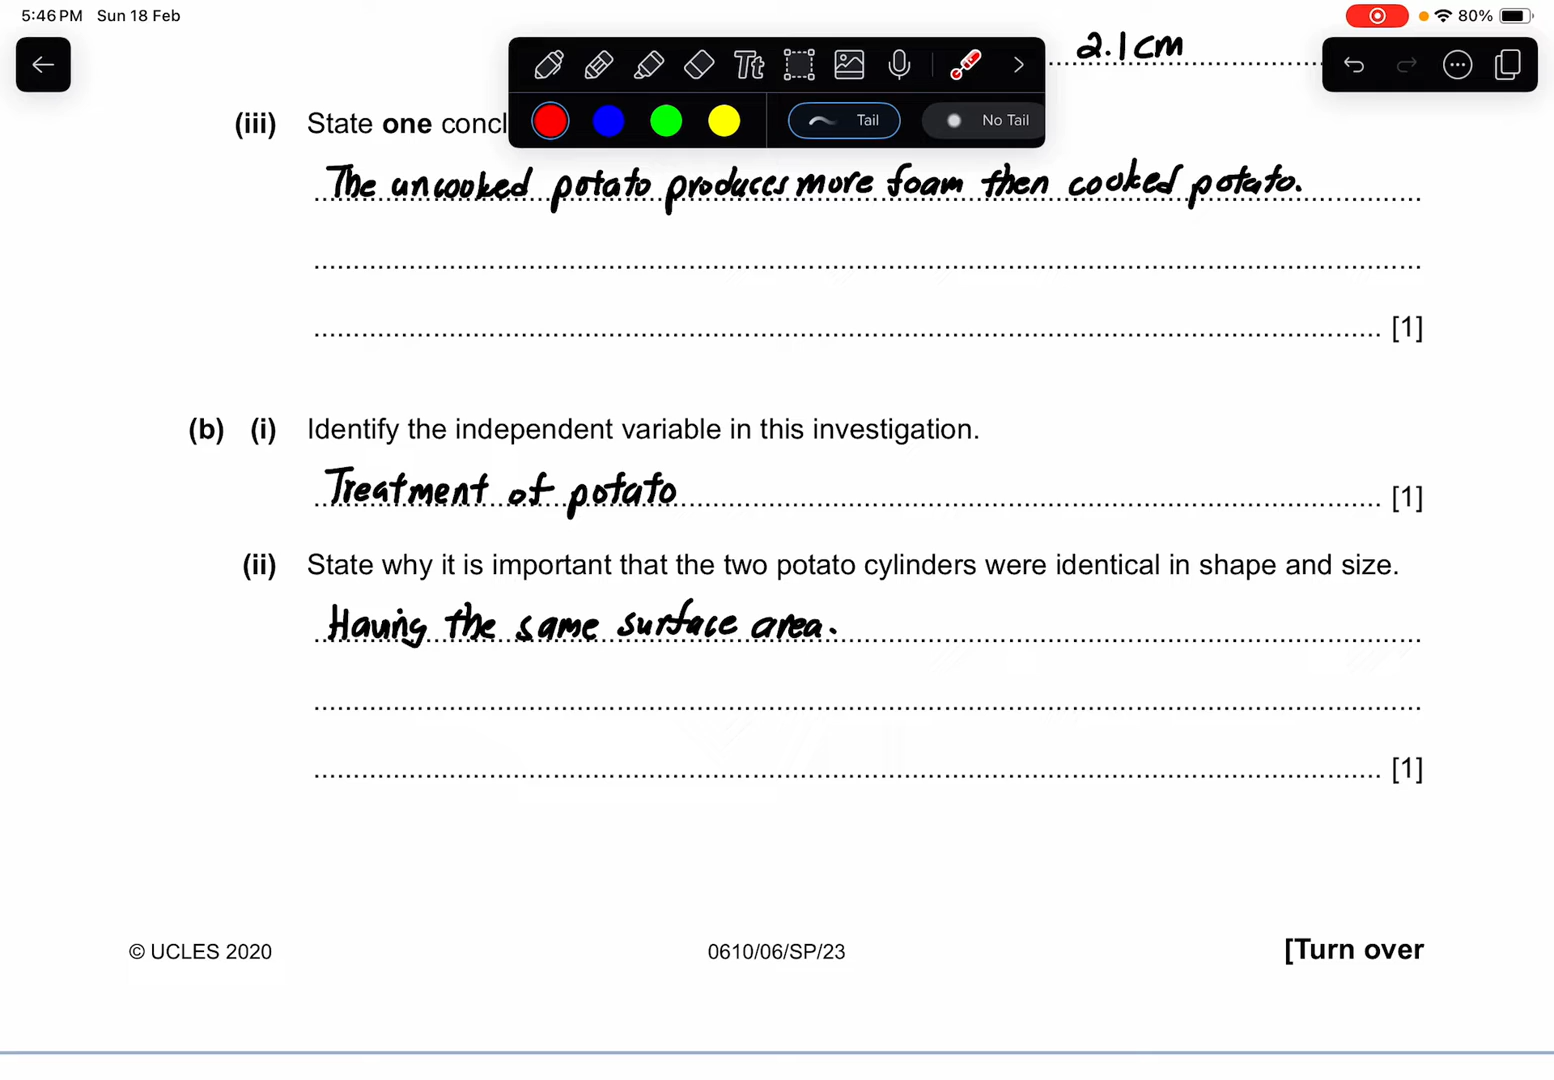 5:46 PM Sun 18 Feb
80%
2.1 cm
(iii) State one concl
Tt
Tail
No Tail
The uncooked potato produces more foam then cooked potato.
[1]
(b) (i) Identify the independent variable in this investigation.
Treatment of potato [1]
(ii) State why it is important that the two potato cylinders were identical in shape and size.
Having the same surface area.
[1]
© UCLES 2020 0610/06/SP/23 [Turn over